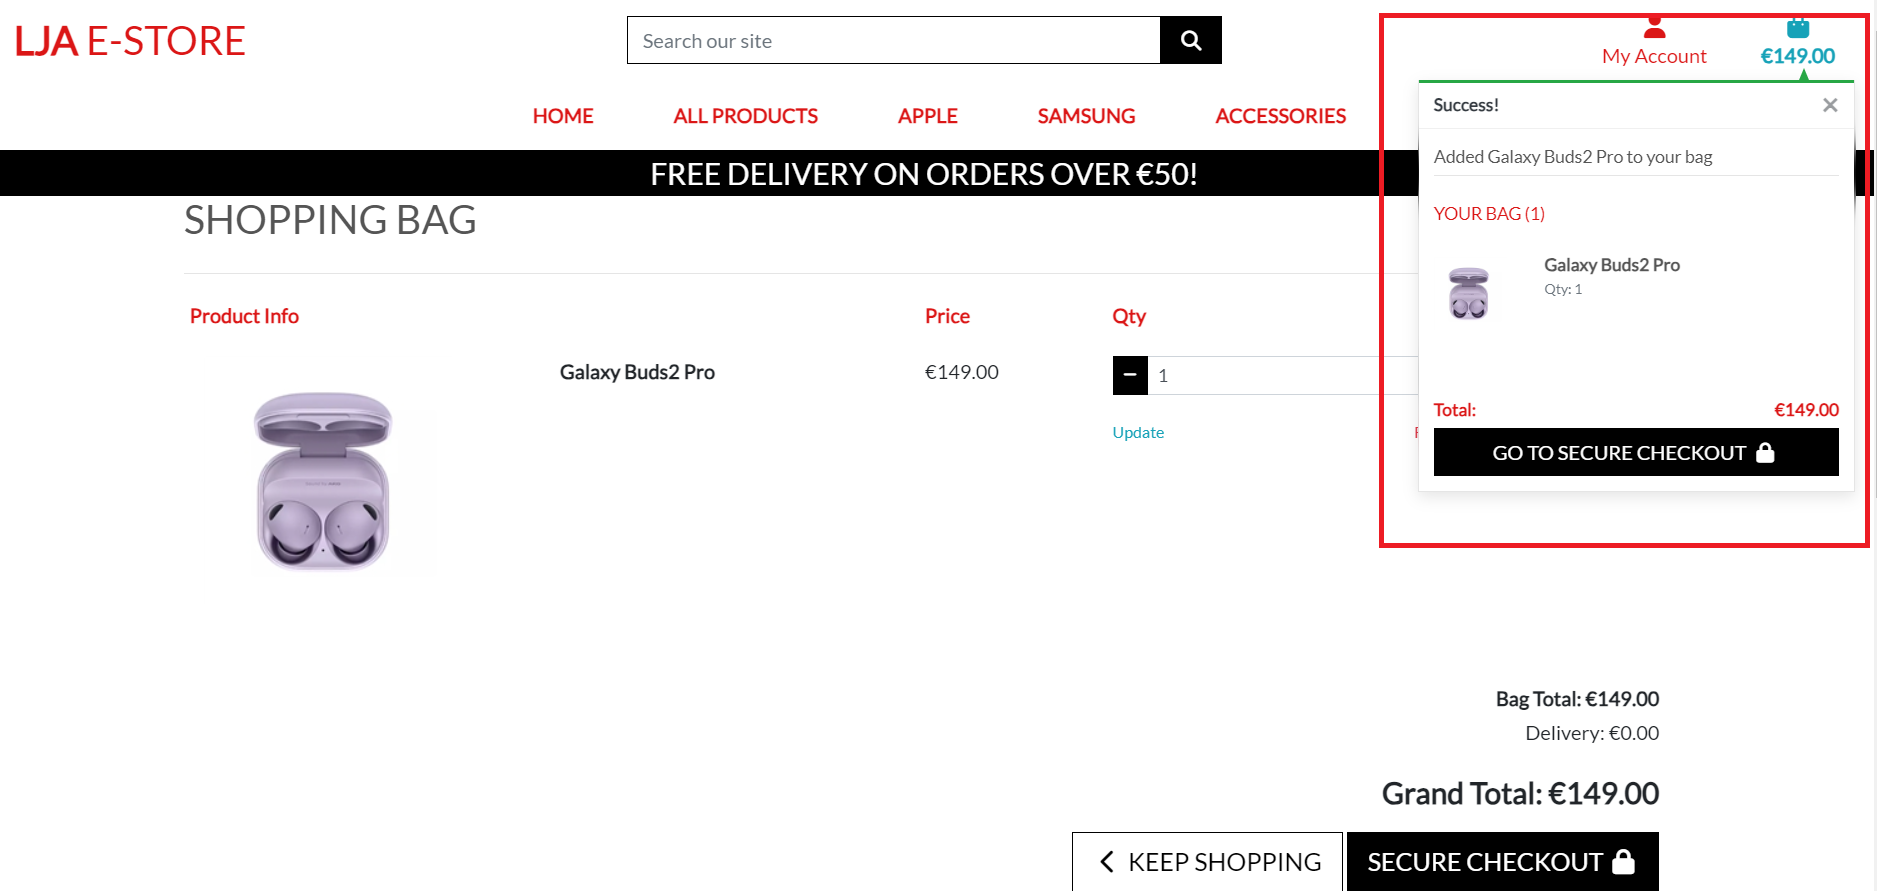 LJA E-STORE
Search our site
My Account
€149.00
HOME
ALL PRODUCTS
APPLE
SAMSUNG
ACCESSORIES
FREE DELIVERY ON ORDERS OVER €50!
Success!
Added Galaxy Buds2 Pro to your bag
YOUR BAG (1)
Galaxy Buds2 Pro
Qty: 1
Total:
€149.00
GO TO SECURE CHECKOUT
SHOPPING BAG
Product Info
Price
Qty
Galaxy Buds2 Pro
€149.00
1
Update
Bag Total: €149.00
Delivery: €0.00
Grand Total: €149.00
KEEP SHOPPING
SECURE CHECKOUT